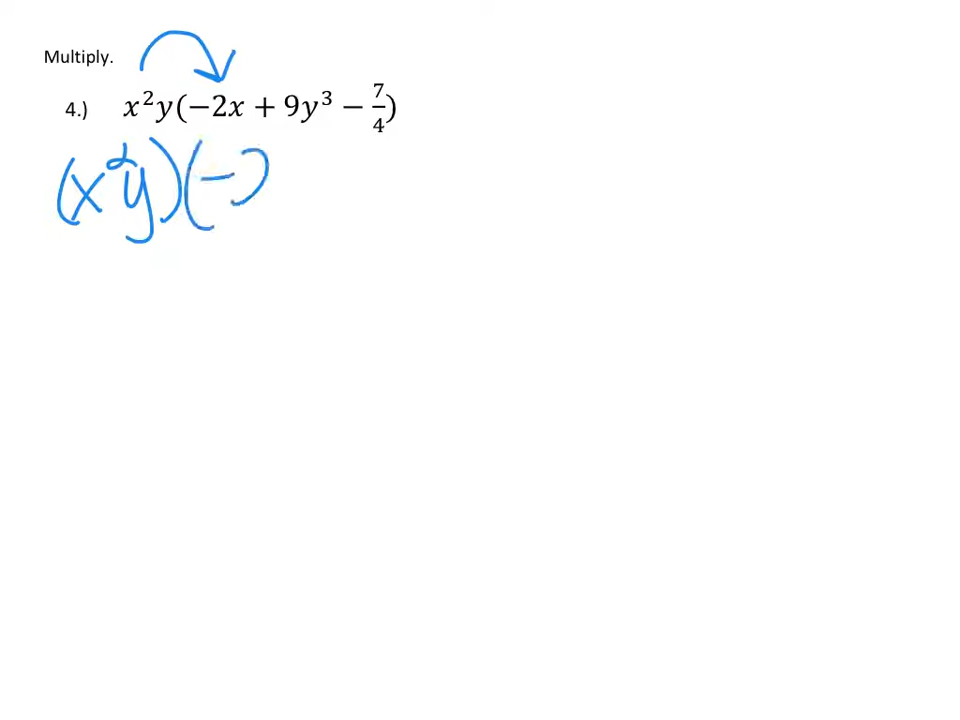 Multiply.
4.) x²y(−2x + 9y³ − 7/4)
(x²y)(−2